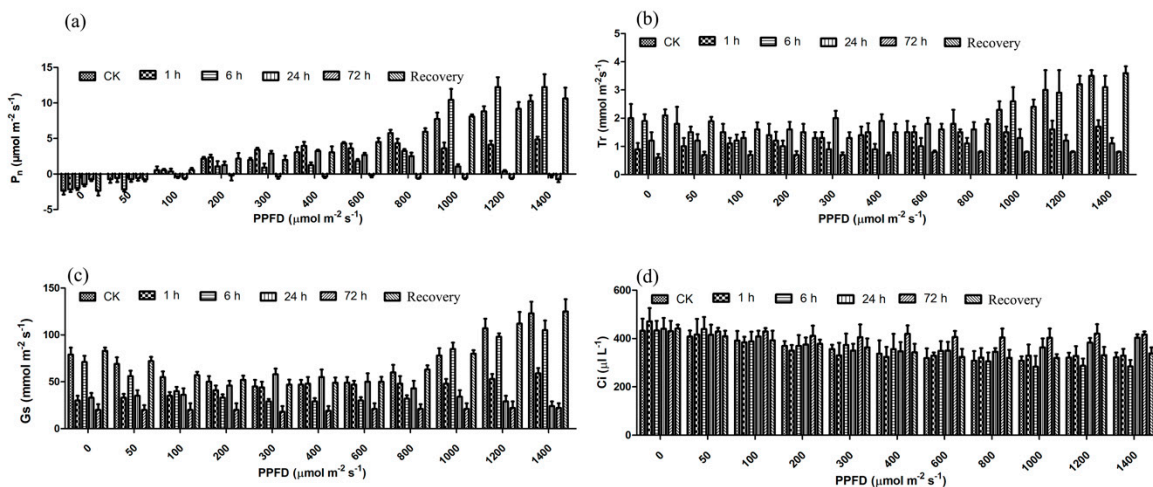 (a)
CK 1 h 6 h 24 h 72 h Recovery
15
10
5
0
-5
Pn (μmol m-2 s-1)
0 50 100 200 300 400 600 800 1000 1200 1400
PPFD (μmol m-2 s-1)
(b)
CK 1 h 6 h 24 h 72 h Recovery
5
4
3
2
1
0
Tr (mmol m-2s-1)
0 50 100 200 300 400 600 800 1000 1200 1400
PPFD (μmol m-2 s-1)
(c)
CK 1 h 6 h 24 h 72 h Recovery
150
100
50
0
Gs (mmol m-2 s-1)
0 50 100 200 300 400 600 800 1000 1200 1400
PPFD (μmol m-2 s-1)
(d)
CK 1 h 6 h 24 h 72 h Recovery
600
400
200
0
Ci (μ L-1)
0 50 100 200 300 400 600 800 1000 1200 1400
PPFD (μmol m-2 s-1)